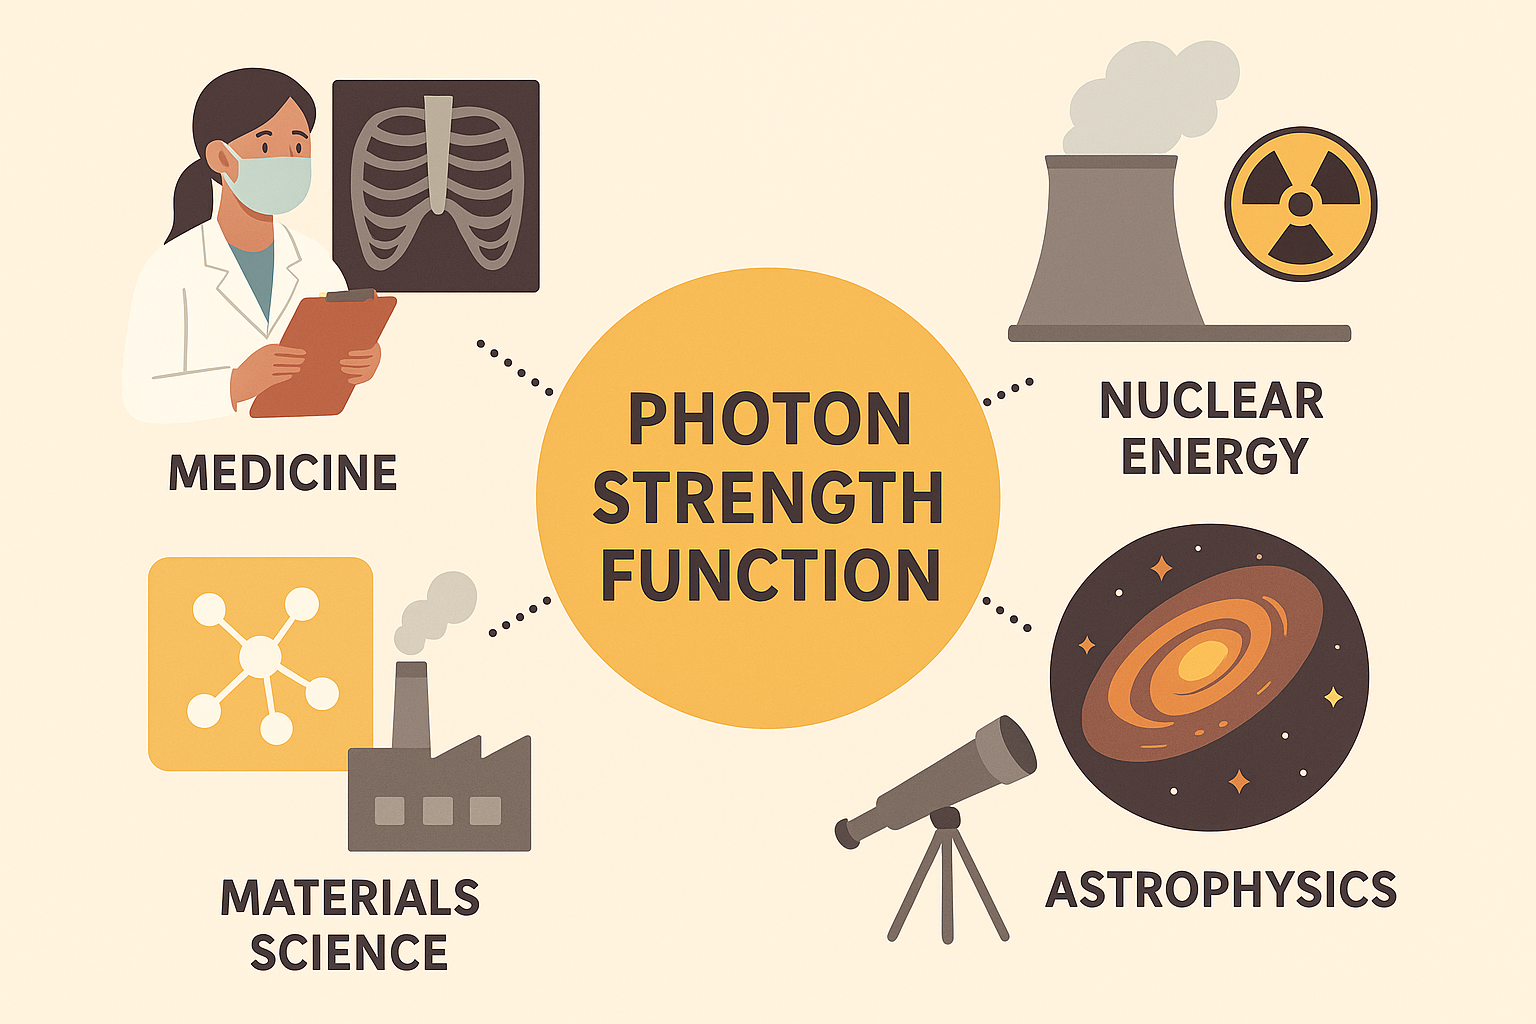 PHOTON
STRENGTH
FUNCTION
MEDICINE
NUCLEAR
ENERGY
MATERIALS
SCIENCE
ASTROPHYSICS